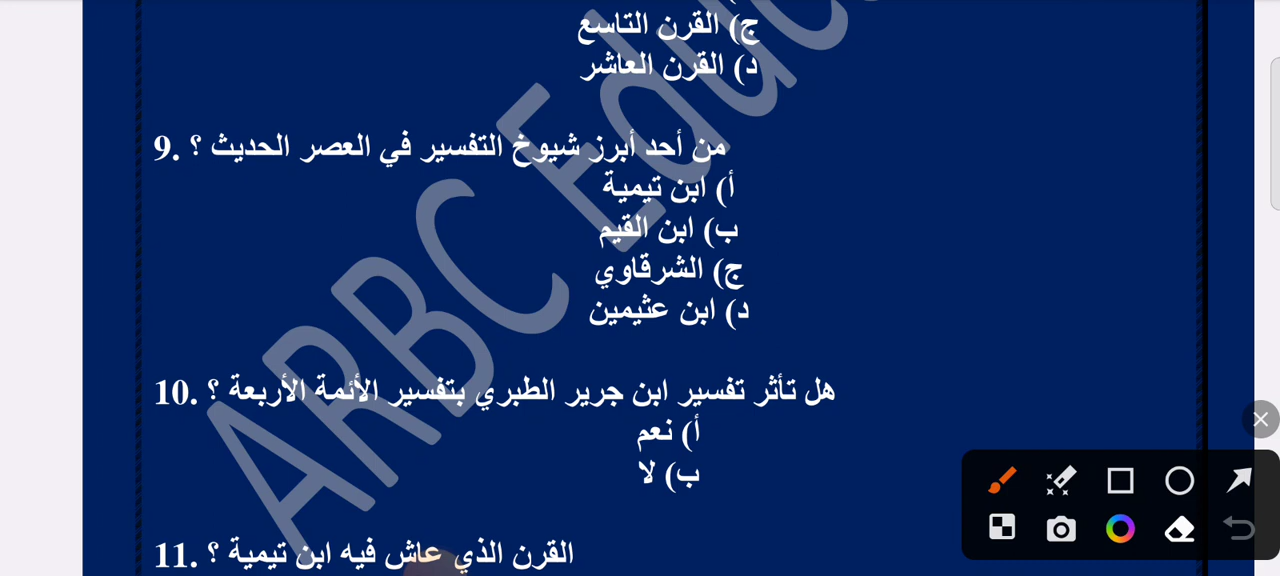 ج) القرن التاسع
د) القرن العاشر
9. من أحد أبرز شيوخ التفسير في العصر الحديث ؟
أ) ابن تيمية
ب) ابن القيم
ج) الشرقاوي
د) ابن عثيمين
10. هل تأثر تفسير ابن جرير الطبري بتفسير الأئمة الأربعة ؟
أ) نعم
ب) لا
11. القرن الذي عاش فيه ابن تيمية ؟
ARBC Educ